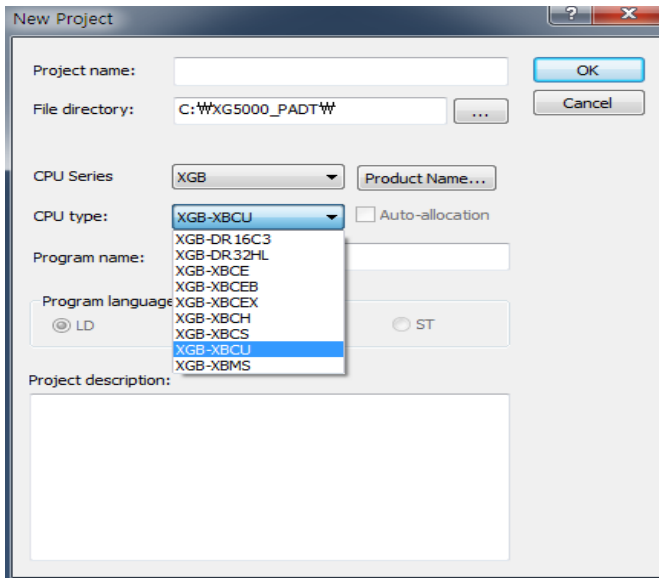 New Project
?
X
Project name:
OK
File directory:
C:₩XG5000_PADT₩
...
Cancel
CPU Series
XGB
Product Name...
CPU type:
XGB-XBCU
Auto-allocation
XGB-DR16C3
XGB-DR32HL
XGB-XBCE
XGB-XBCEB
XGB-XBCEX
XGB-XBCH
XGB-XBCS
XGB-XBCU
XGB-XBMS
Program name:
Program language
LD
ST
Project description: